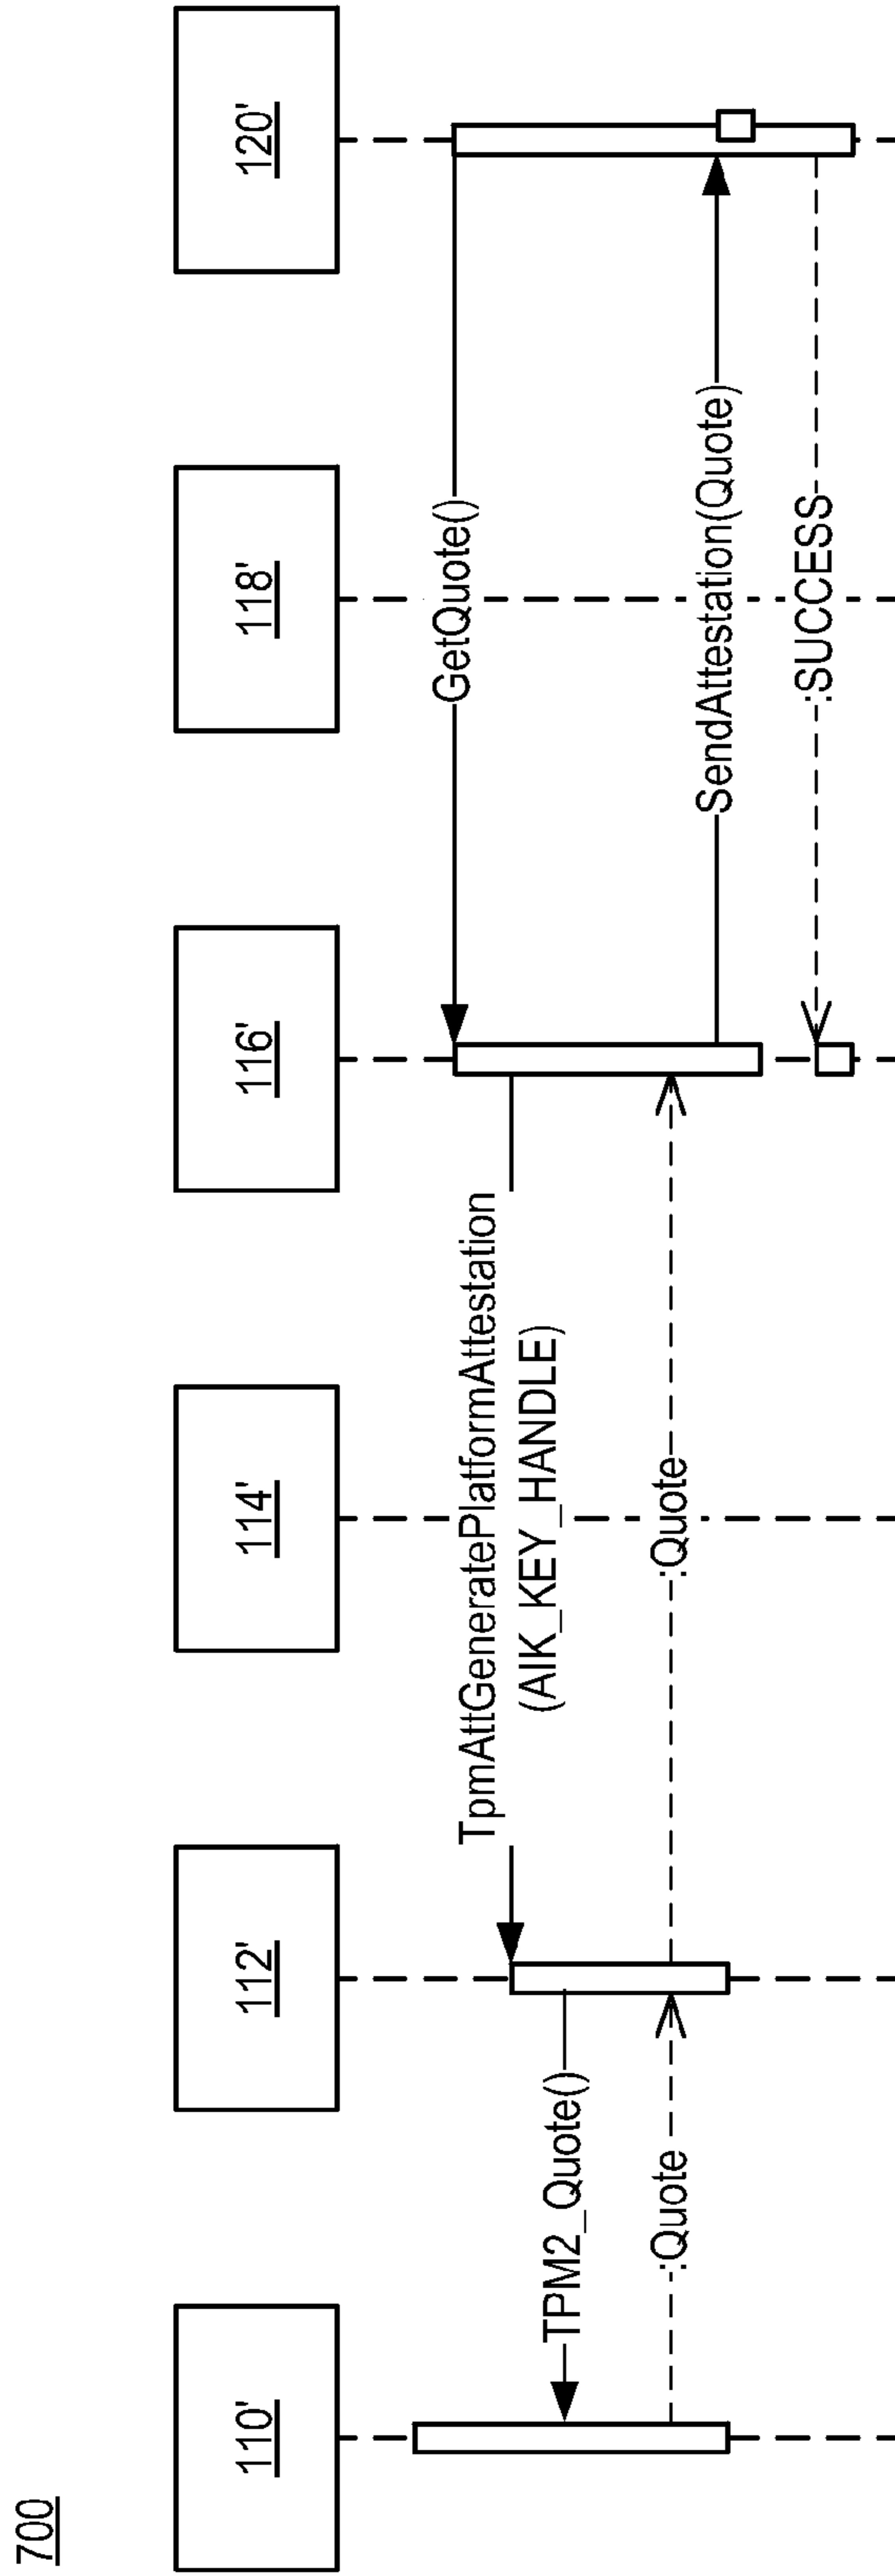 700
110'
112'
114'
116'
118'
120'
GetQuote()
TpmAttGeneratePlatformAttestation
(AIK_KEY_HANDLE)
TPM2_Quote()
:Quote
:Quote
SendAttestation(Quote)
:SUCCESS